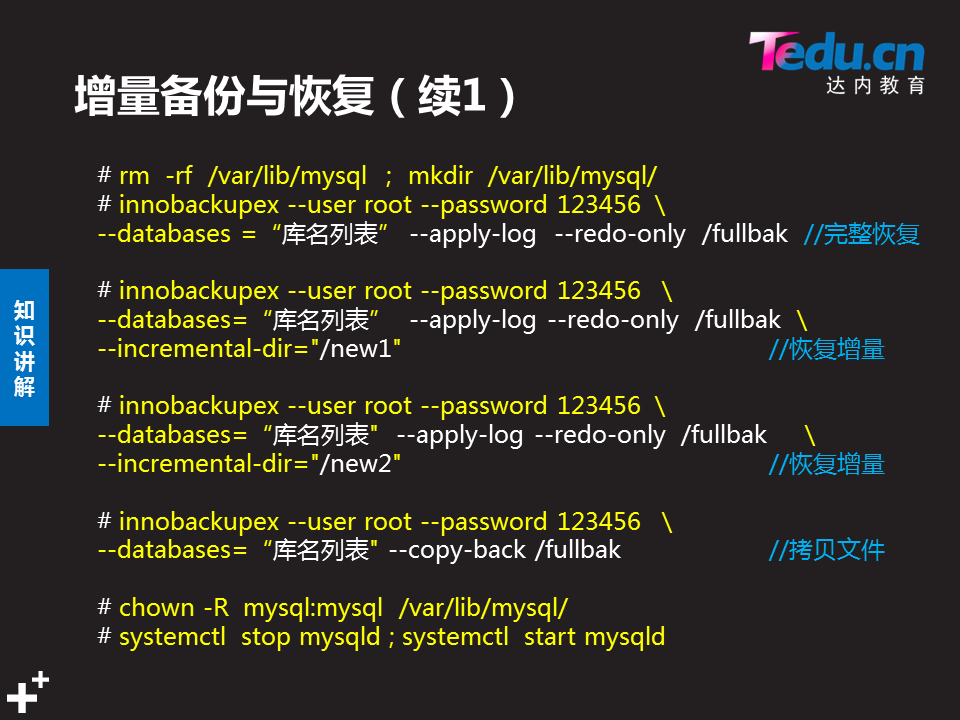 Tedu.cn
达内教育
增量备份与恢复（续1）
# rm -rf /var/lib/mysql ; mkdir /var/lib/mysql/
# innobackupex --user root --password 123456 \
--databases =“库名列表” --apply-log --redo-only /fullbak //完整恢复
# innobackupex --user root --password 123456 \
--databases=“库名列表” --apply-log --redo-only /fullbak \
--incremental-dir="/new1" //恢复增量
# innobackupex --user root --password 123456 \
--databases=“库名列表" --apply-log --redo-only /fullbak \
--incremental-dir="/new2" //恢复增量
# innobackupex --user root --password 123456 \
--databases=“库名列表" --copy-back /fullbak //拷贝文件
# chown -R mysql:mysql /var/lib/mysql/
# systemctl stop mysqld ; systemctl start mysqld
知识讲解